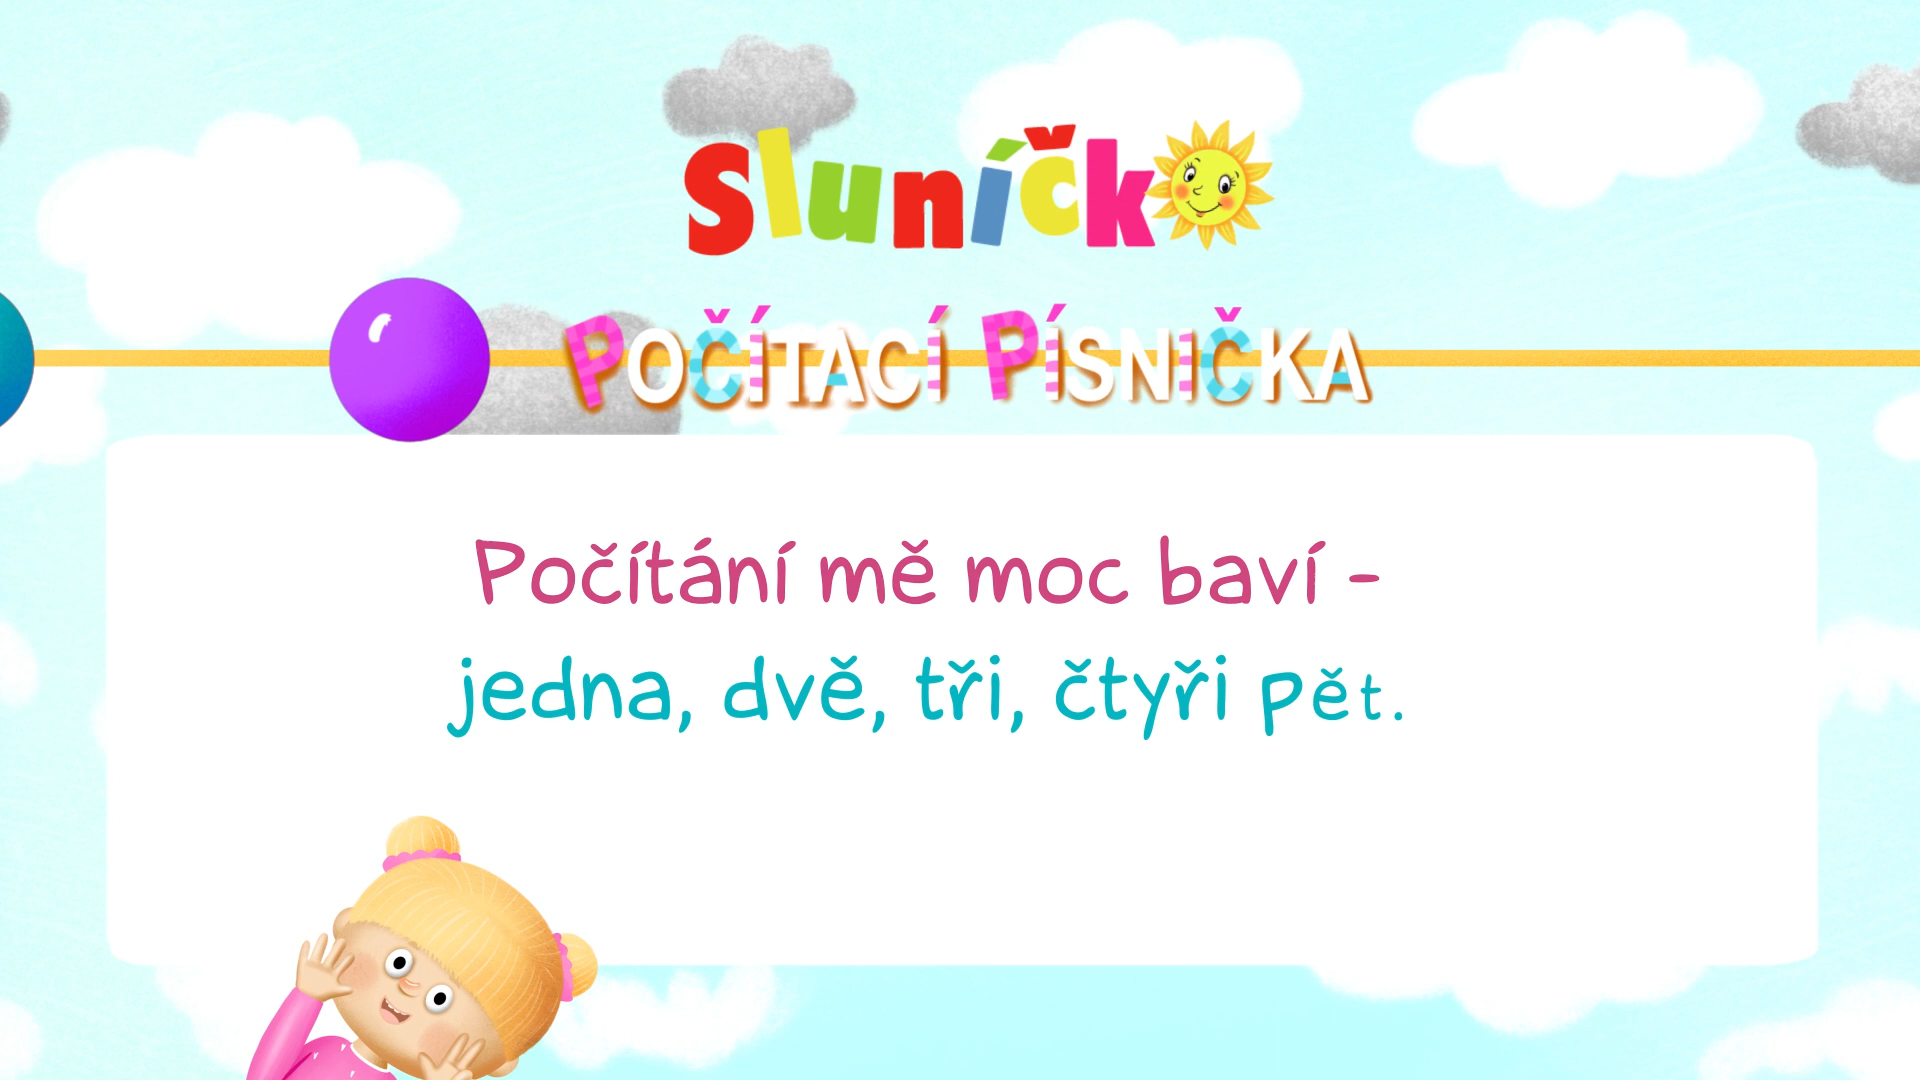 Sluníčko
Počítací Písnička
Počítání mě moc baví -
jedna, dvě, tři, čtyři pět.